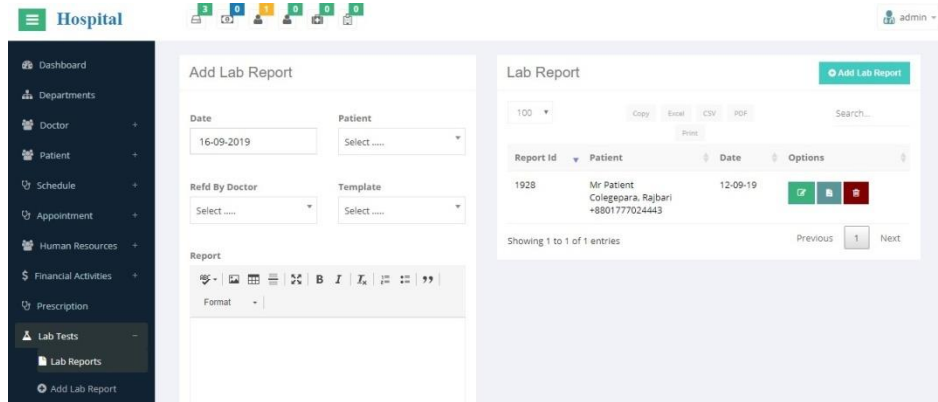 Hospital
3 0 1 0 0 0
admin
Dashboard
Departments
Doctor +
Patient +
Schedule +
Appointment +
Human Resources +
Financial Activities +
Prescription
Lab Tests −
Lab Reports
Add Lab Report
Add Lab Report
Date Patient
16-09-2019 Select .....
Refd By Doctor Template
Select ..... Select .....
Report
ABC B I Ix
Format
Lab Report
Add Lab Report
100 Copy Excel CSV PDF Search...
Print
Report Id Patient Date Options
1928 Mr Patient 12-09-19
Colegepara, Rajbari
+8801777024443
Showing 1 to 1 of 1 entries Previous 1 Next